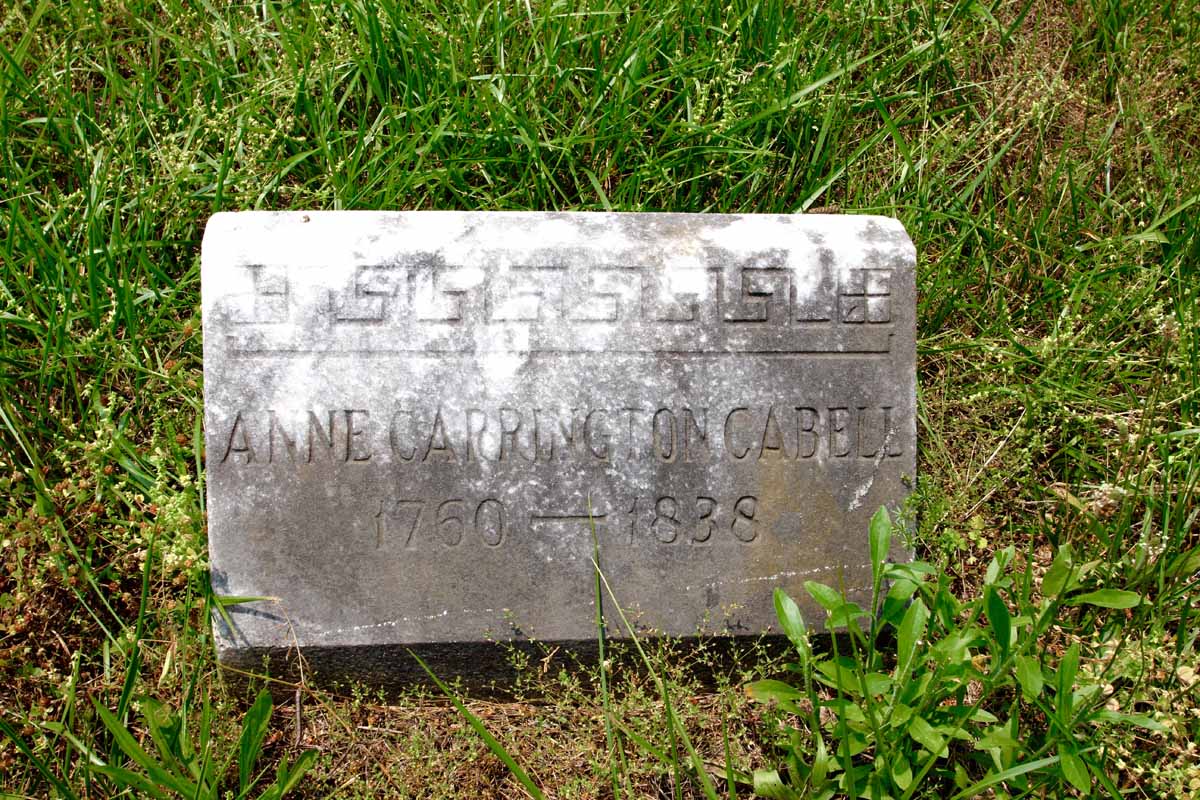 ANNE CARRINGTON CABELL
1760 — 1838